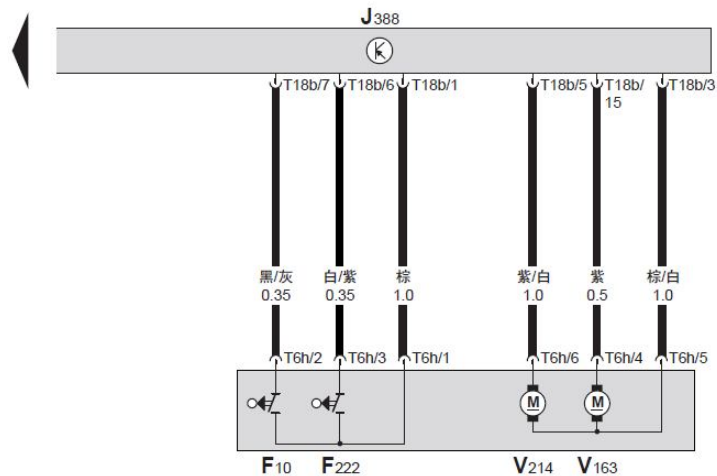 J388
T18b/7 T18b/6 T18b/1 T18b/5 T18b/15 T18b/3
黑/灰 白/紫 棕 紫/白 紫 棕/白
0.35 0.35 1.0 1.0 0.5 1.0
T6h/2 T6h/3 T6h/1 T6h/6 T6h/4 T6h/5
M M
F10 F222 V214 V163